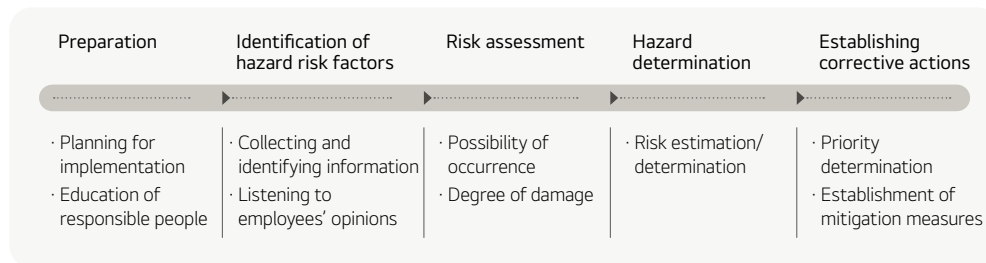 Preparation
Identification of
hazard risk factors
Risk assessment
Hazard
determination
Establishing
corrective actions
· Planning for
implementation
· Education of
responsible people
· Collecting and
identifying information
· Listening to
employees’ opinions
· Possibility of
occurrence
· Degree of damage
· Risk estimation/
determination
· Priority
determination
· Establishment of
mitigation measures